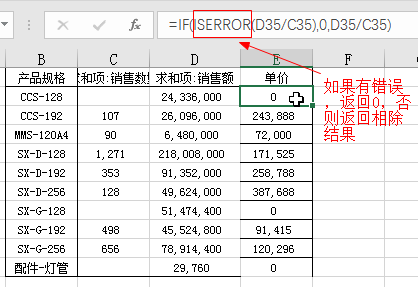 =IF(ISERROR(D35/C35),0,D35/C35)
B C D E
产品规格 求和项:销售数量 求和项:销售额 单价
CCS-128 24,336,000 0
CCS-192 107 26,096,000 243,888
MMS-120A4 90 6,480,000 72,000
SX-D-128 1,271 218,008,000 171,525
SX-D-192 353 91,352,000 258,788
SX-D-256 128 49,624,000 387,688
SX-G-128 51,474,400 0
SX-G-192 498 45,524,800 91,415
SX-G-256 656 78,914,400 120,296
配件-灯管 29,760 0
如果有错误
，返回0，否
则返回相除
结果